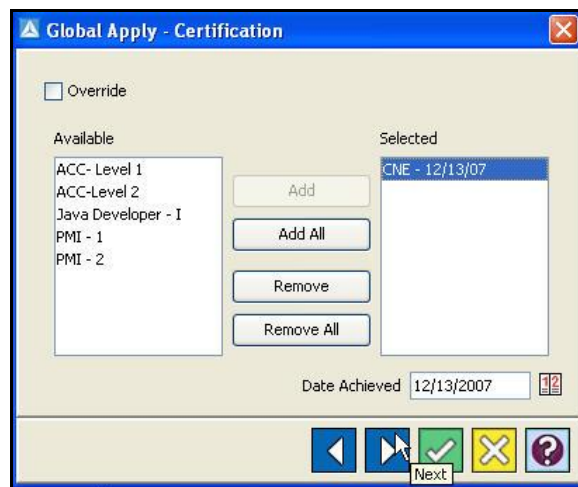 Global Apply - Certification
Override
Available
Selected
ACC- Level 1
ACC-Level 2
Java Developer - I
PMI - 1
PMI - 2
Add
Add All
Remove
Remove All
CNE - 12/13/07
Date Achieved 12/13/2007
12
?
Next